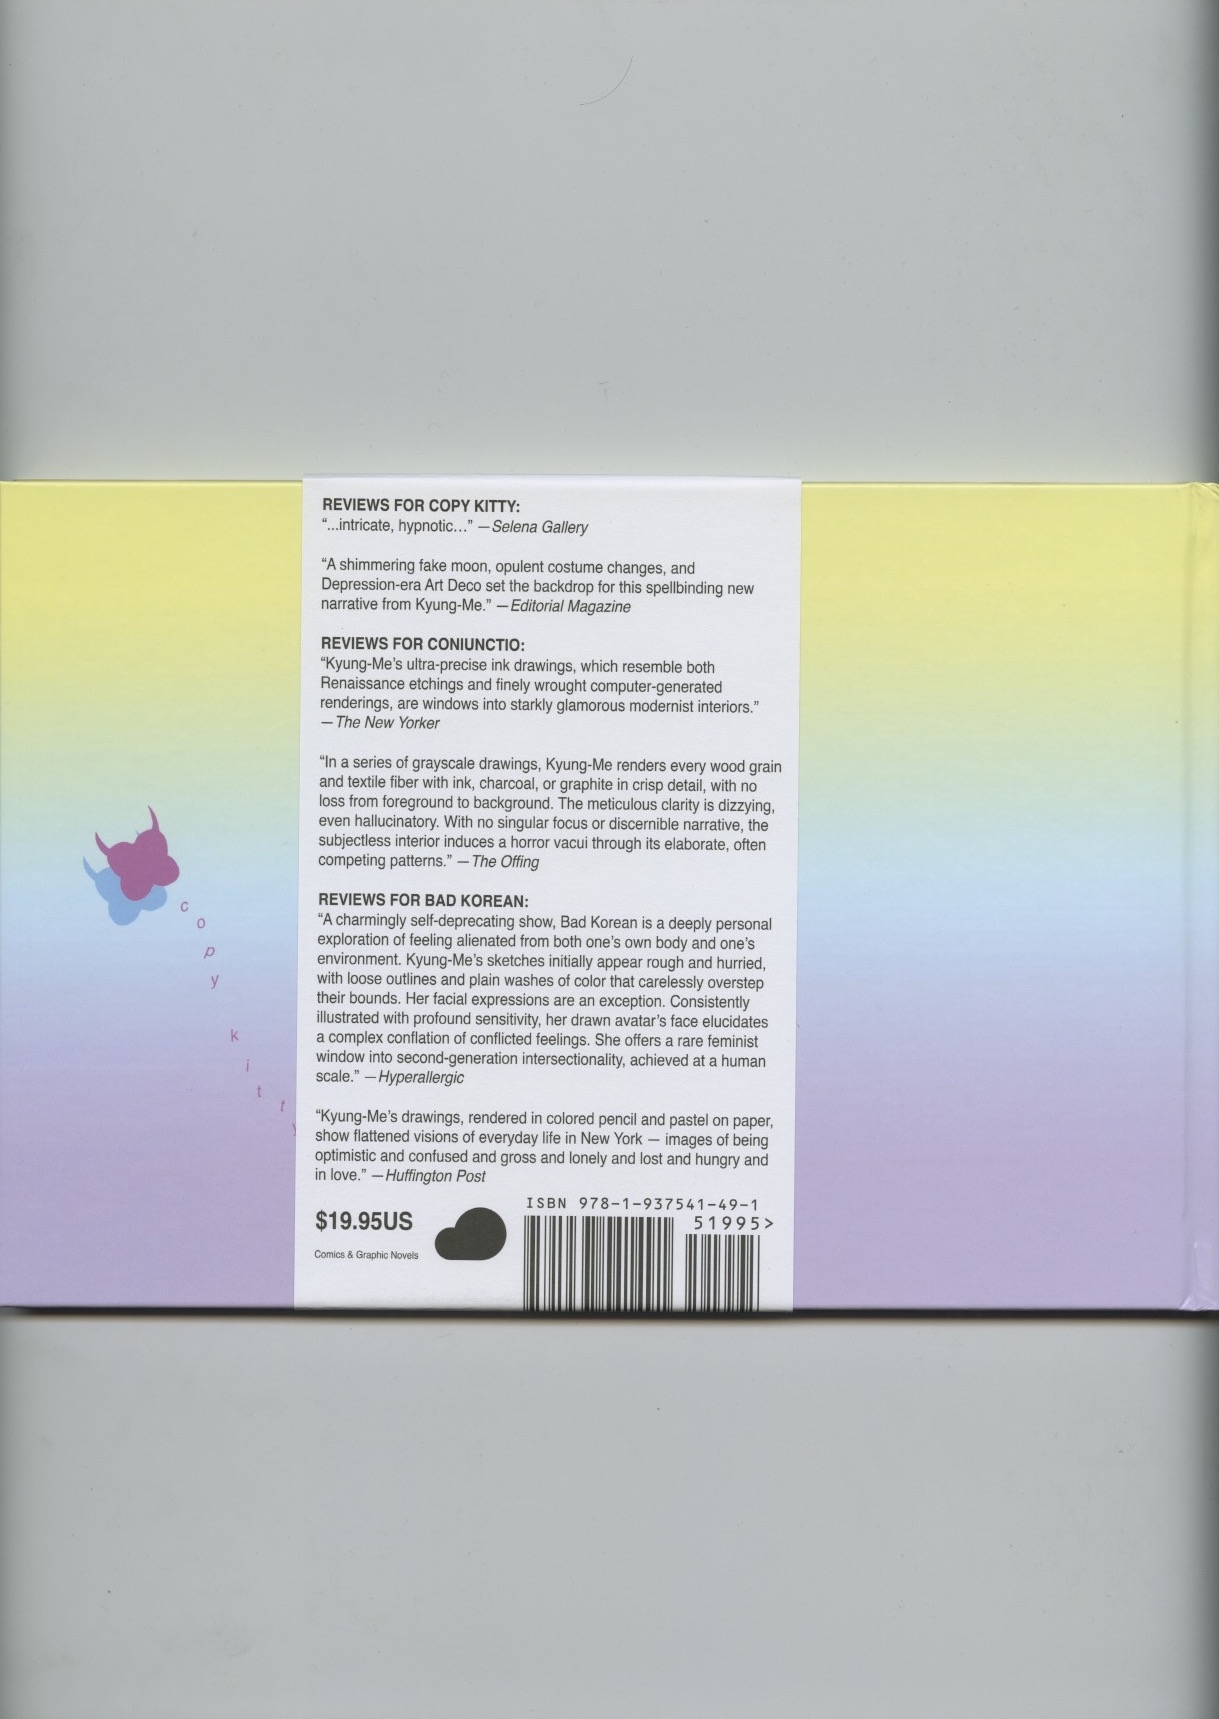 REVIEWS FOR COPY KITTY:
“...intricate, hypnotic...” —Selena Gallery
“A shimmering fake moon, opulent costume changes, and
Depression-era Art Deco set the backdrop for this spellbinding new
narrative from Kyung-Me.” —Editorial Magazine
REVIEWS FOR CONIUNCTIO:
“Kyung-Me’s ultra-precise ink drawings, which resemble both
Renaissance etchings and finely wrought computer-generated
renderings, are windows into starkly glamorous modernist interiors.”
—The New Yorker
“In a series of grayscale drawings, Kyung-Me renders every wood grain
and textile fiber with ink, charcoal, or graphite in crisp detail, with no
loss from foreground to background. The meticulous clarity is dizzying,
even hallucinatory. With no singular focus or discernible narrative, the
subjectless interior induces a horror vacui through its elaborate, often
competing patterns.” —The Offing
REVIEWS FOR BAD KOREAN:
“A charmingly self-deprecating show, Bad Korean is a deeply personal
exploration of feeling alienated from both one’s own body and one’s
environment. Kyung-Me’s sketches initially appear rough and hurried,
with loose outlines and plain washes of color that carelessly overstep
their bounds. Her facial expressions are an exception. Consistently
illustrated with profound sensitivity, her drawn avatar’s face elucidates
a complex conflation of conflicted feelings. She offers a rare feminist
window into second-generation intersectionality, achieved at a human
scale.” —Hyperallergic
“Kyung-Me’s drawings, rendered in colored pencil and pastel on paper,
show flattened visions of everyday life in New York — images of being
optimistic and confused and gross and lonely and lost and hungry and
in love.” —Huffington Post
$19.95US
Comics & Graphic Novels
ISBN 978-1-937541-49-1
51995>
copy kitty